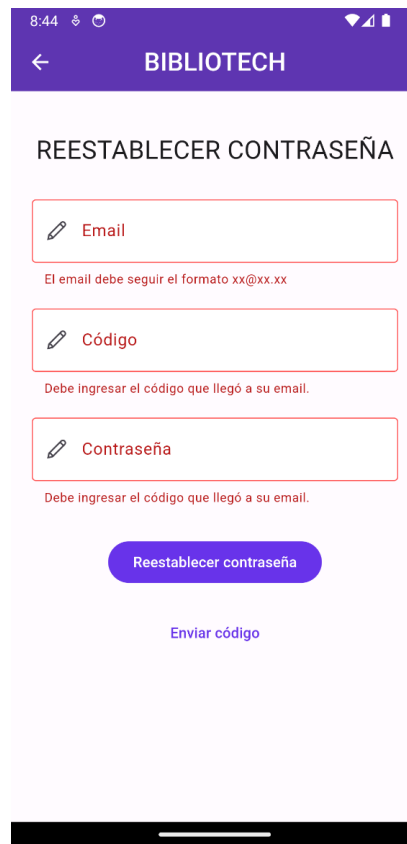 8:44
BIBLIOTECH
REESTABLECER CONTRASEÑA
Email
El email debe seguir el formato xx@xx.xx
Código
Debe ingresar el código que llegó a su email.
Contraseña
Debe ingresar el código que llegó a su email.
Reestablecer contraseña
Enviar código